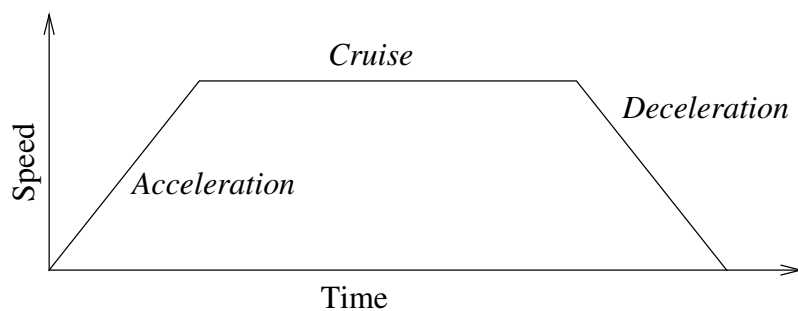 Cruise
Deceleration
Speed
Acceleration
Time